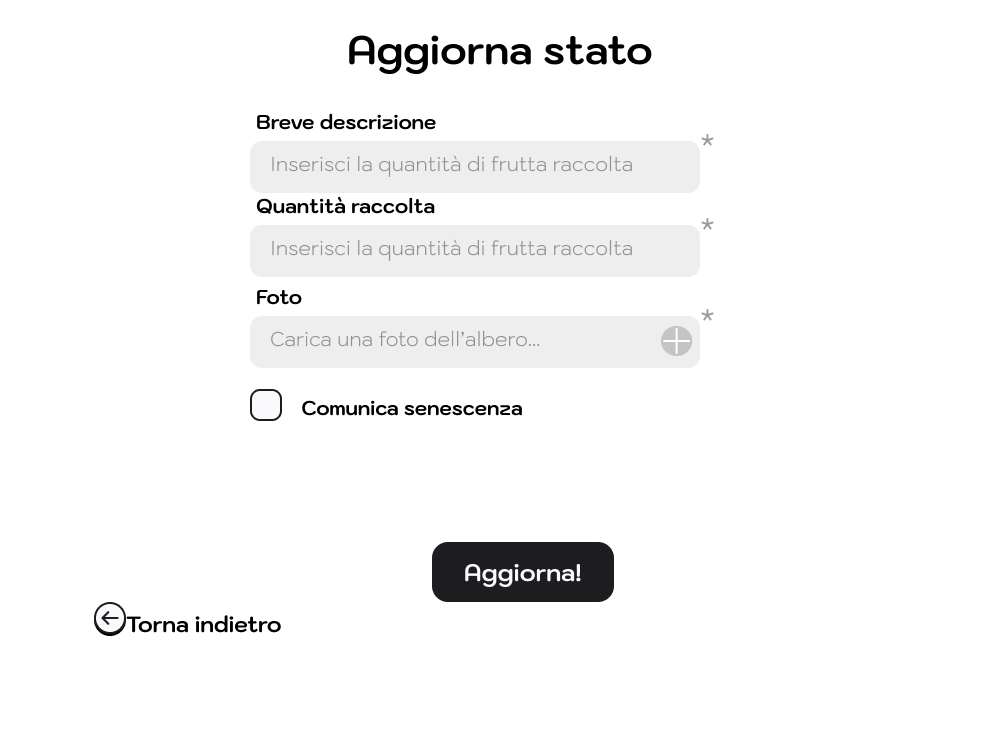 Aggiorna stato
Breve descrizione
*
Inserisci la quantità di frutta raccolta
Quantità raccolta
*
Inserisci la quantità di frutta raccolta
Foto
*
Carica una foto dell’albero...
Comunica senescenza
Aggiorna!
Torna indietro